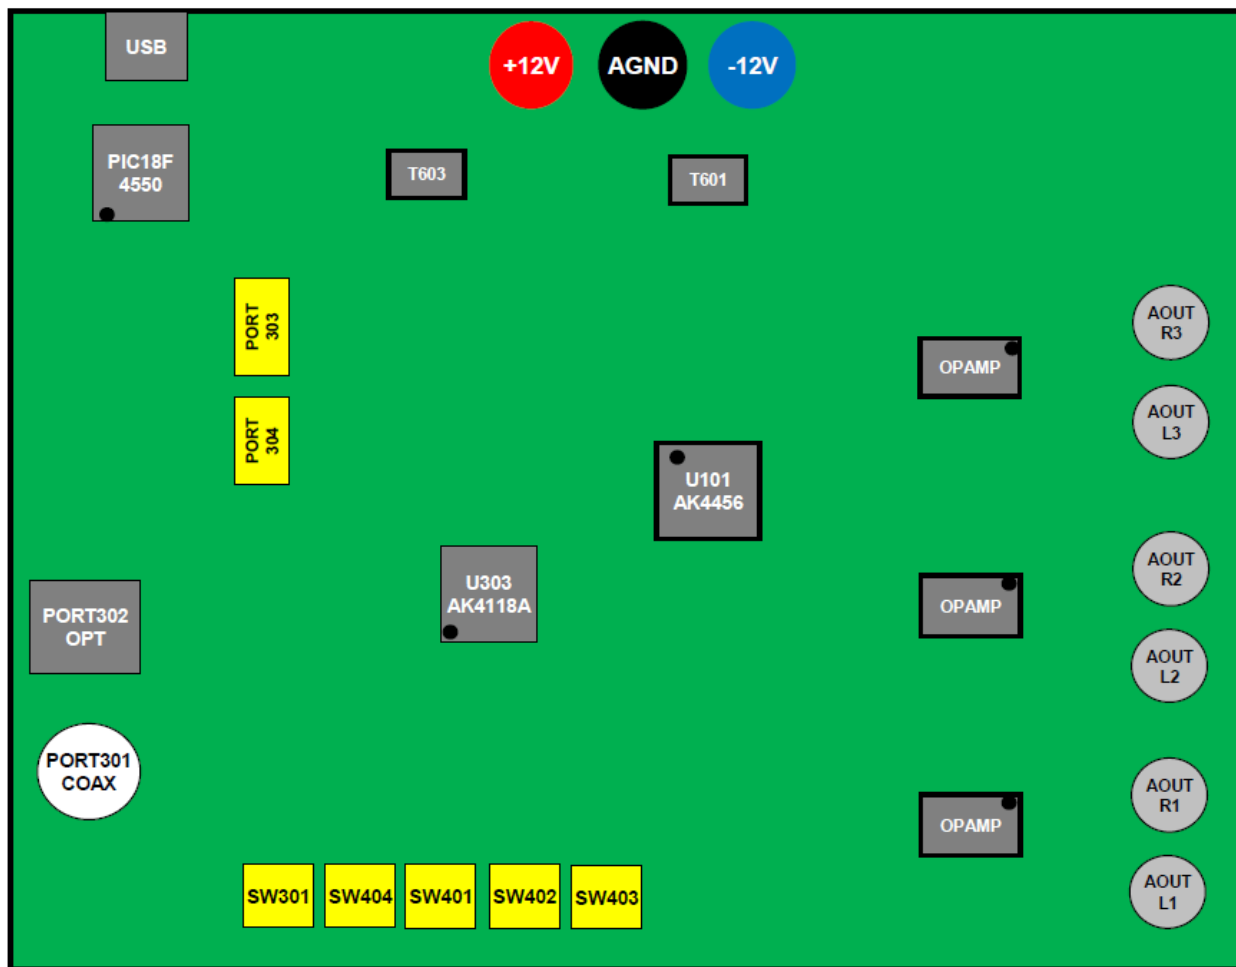 USB
+12V
AGND
-12V
PIC18F
4550
T603
T601
PORT
303
AOUT
R3
OPAMP
PORT
304
AOUT
L3
U101
AK4456
U303
AK4118A
AOUT
R2
OPAMP
PORT302
OPT
AOUT
L2
PORT301
COAX
AOUT
R1
OPAMP
SW301
SW404
SW401
SW402
SW403
AOUT
L1